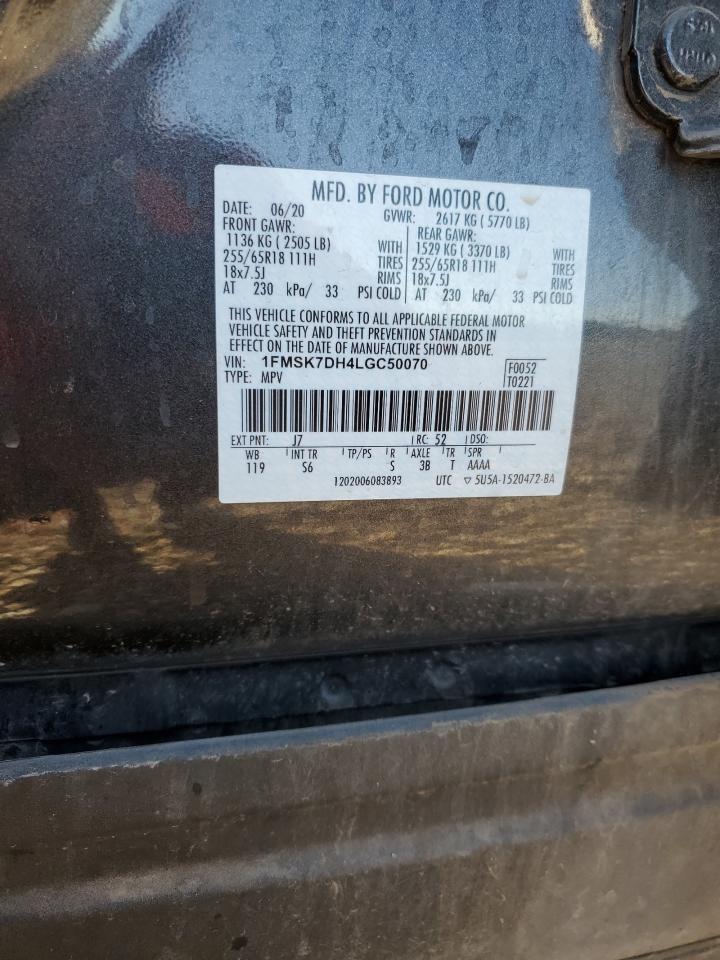 MFD. BY FORD MOTOR CO.
DATE: 06/20 GVWR: 2617 KG ( 5770 LB)
FRONT GAWR: REAR GAWR:
1136 KG ( 2505 LB) WITH 1529 KG ( 3370 LB) WITH
255/65R18 111H TIRES 255/65R18 111H TIRES
18x7.5J RIMS 18x7.5J RIMS
AT 230 kPa/ 33 PSI COLD AT 230 kPa/ 33 PSI COLD
THIS VEHICLE CONFORMS TO ALL APPLICABLE FEDERAL MOTOR
VEHICLE SAFETY AND THEFT PREVENTION STANDARDS IN
EFFECT ON THE DATE OF MANUFACTURE SHOWN ABOVE.
VIN: 1FMSK7DH4LGC50070 F0052
TYPE: MPV T0221
EXT PNT: J7 RC: 52 DSO:
WB INT TR TP/PS R AXLE TR SPR
119 S6 S 3B T AAAA
1202006083893 UTC ▽ 5U5A-1520472-BA